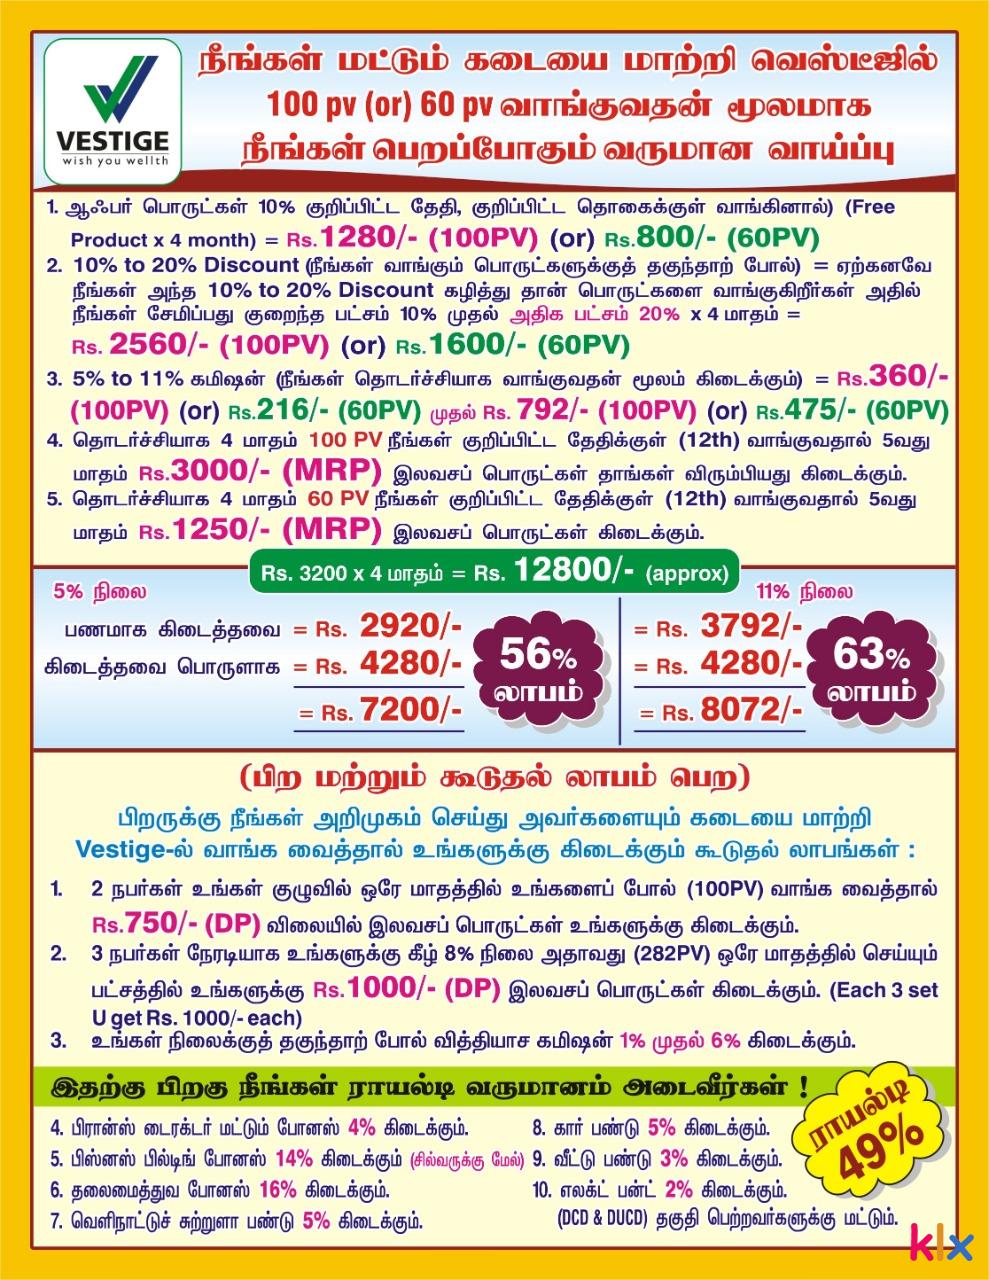 VESTIGE
wish you wellth
நீங்கள் மட்டும் கடையை மாற்றி வெஸ்டீஜில்
100 pv (or) 60 pv வாங்குவதன் மூலமாக
நீங்கள் பெறப்போகும் வருமான வாய்ப்பு
1. ஆஃபர் பொருட்கள் 10% குறிப்பிட்ட தேதி, குறிப்பிட்ட தொகைக்குள் வாங்கினால்) (Free
Product x 4 month) = Rs.1280/- (100PV) (or) Rs.800/- (60PV)
2. 10% to 20% Discount (நீங்கள் வாங்கும் பொருட்களுக்குத் தகுந்தாற் போல்) = ஏற்கனவே
நீங்கள் அந்த 10% to 20% Discount கழித்து தான் பொருட்களை வாங்குகிறீர்கள் அதில்
நீங்கள் சேமிப்பது குறைந்த பட்சம் 10% முதல் அதிக பட்சம் 20% x 4 மாதம் =
Rs. 2560/- (100PV) (or) Rs.1600/- (60PV)
3. 5% to 11% கமிஷன் (நீங்கள் தொடர்ச்சியாக வாங்குவதன் மூலம் கிடைக்கும்) = Rs.360/-
(100PV) (or) Rs.216/- (60PV) முதல் Rs. 792/- (100PV) (or) Rs.475/- (60PV)
4. தொடர்ச்சியாக 4 மாதம் 100 PV நீங்கள் குறிப்பிட்ட தேதிக்குள் (12th) வாங்குவதால் 5வது
மாதம் Rs.3000/- (MRP) இலவசப் பொருட்கள் தாங்கள் விரும்பியது கிடைக்கும்.
5. தொடர்ச்சியாக 4 மாதம் 60 PV நீங்கள் குறிப்பிட்ட தேதிக்குள் (12th) வாங்குவதால் 5வது
மாதம் Rs.1250/- (MRP) இலவசப் பொருட்கள் கிடைக்கும்.
Rs. 3200 x 4 மாதம் = Rs. 12800/- (approx)
5% நிலை
பணமாக கிடைத்தவை = Rs. 2920/-
கிடைத்தவை பொருளாக = Rs. 4280/-
= Rs. 7200/-
56%
லாபம்
11% நிலை
= Rs. 3792/-
= Rs. 4280/-
= Rs. 8072/-
63%
லாபம்
(பிற மற்றும் கூடுதல் லாபம் பெற)
பிறருக்கு நீங்கள் அறிமுகம் செய்து அவர்களையும் கடையை மாற்றி
Vestige-ல் வாங்க வைத்தால் உங்களுக்கு கிடைக்கும் கூடுதல் லாபங்கள் :
1. 2 நபர்கள் உங்கள் குழுவில் ஒரே மாதத்தில் உங்களைப் போல் (100PV) வாங்க வைத்தால்
Rs.750/- (DP) விலையில் இலவசப் பொருட்கள் உங்களுக்கு கிடைக்கும்.
2. 3 நபர்கள் நேரடியாக உங்களுக்கு கீழ் 8% நிலை அதாவது (282PV) ஒரே மாதத்தில் செய்யும்
பட்சத்தில் உங்களுக்கு Rs.1000/- (DP) இலவசப் பொருட்கள் கிடைக்கும். (Each 3 set
U get Rs. 1000/- each)
3. உங்கள் நிலைக்குத் தகுந்தாற் போல் வித்தியாச கமிஷன் 1% முதல் 6% கிடைக்கும்.
இதற்கு பிறகு நீங்கள் ராயல்டி வருமானம் அடைவீர்கள் !
ராயல்டி
49%
4. பிரான்ஸ் டைரக்டர் மட்டும் போனஸ் 4% கிடைக்கும்.
5. பிஸ்னஸ் பில்டிங் போனஸ் 14% கிடைக்கும் (சில்வருக்கு மேல்)
6. தலைமைத்துவ போனஸ் 16% கிடைக்கும்.
7. வெளிநாட்டுச் சுற்றுளா பண்டு 5% கிடைக்கும்.
8. கார் பண்டு 5% கிடைக்கும்.
9. வீட்டு பண்டு 3% கிடைக்கும்.
10. எலக்ட் பன்ட் 2% கிடைக்கும்.
(DCD & DUCD) தகுதி பெற்றவர்களுக்கு மட்டும்.
klx